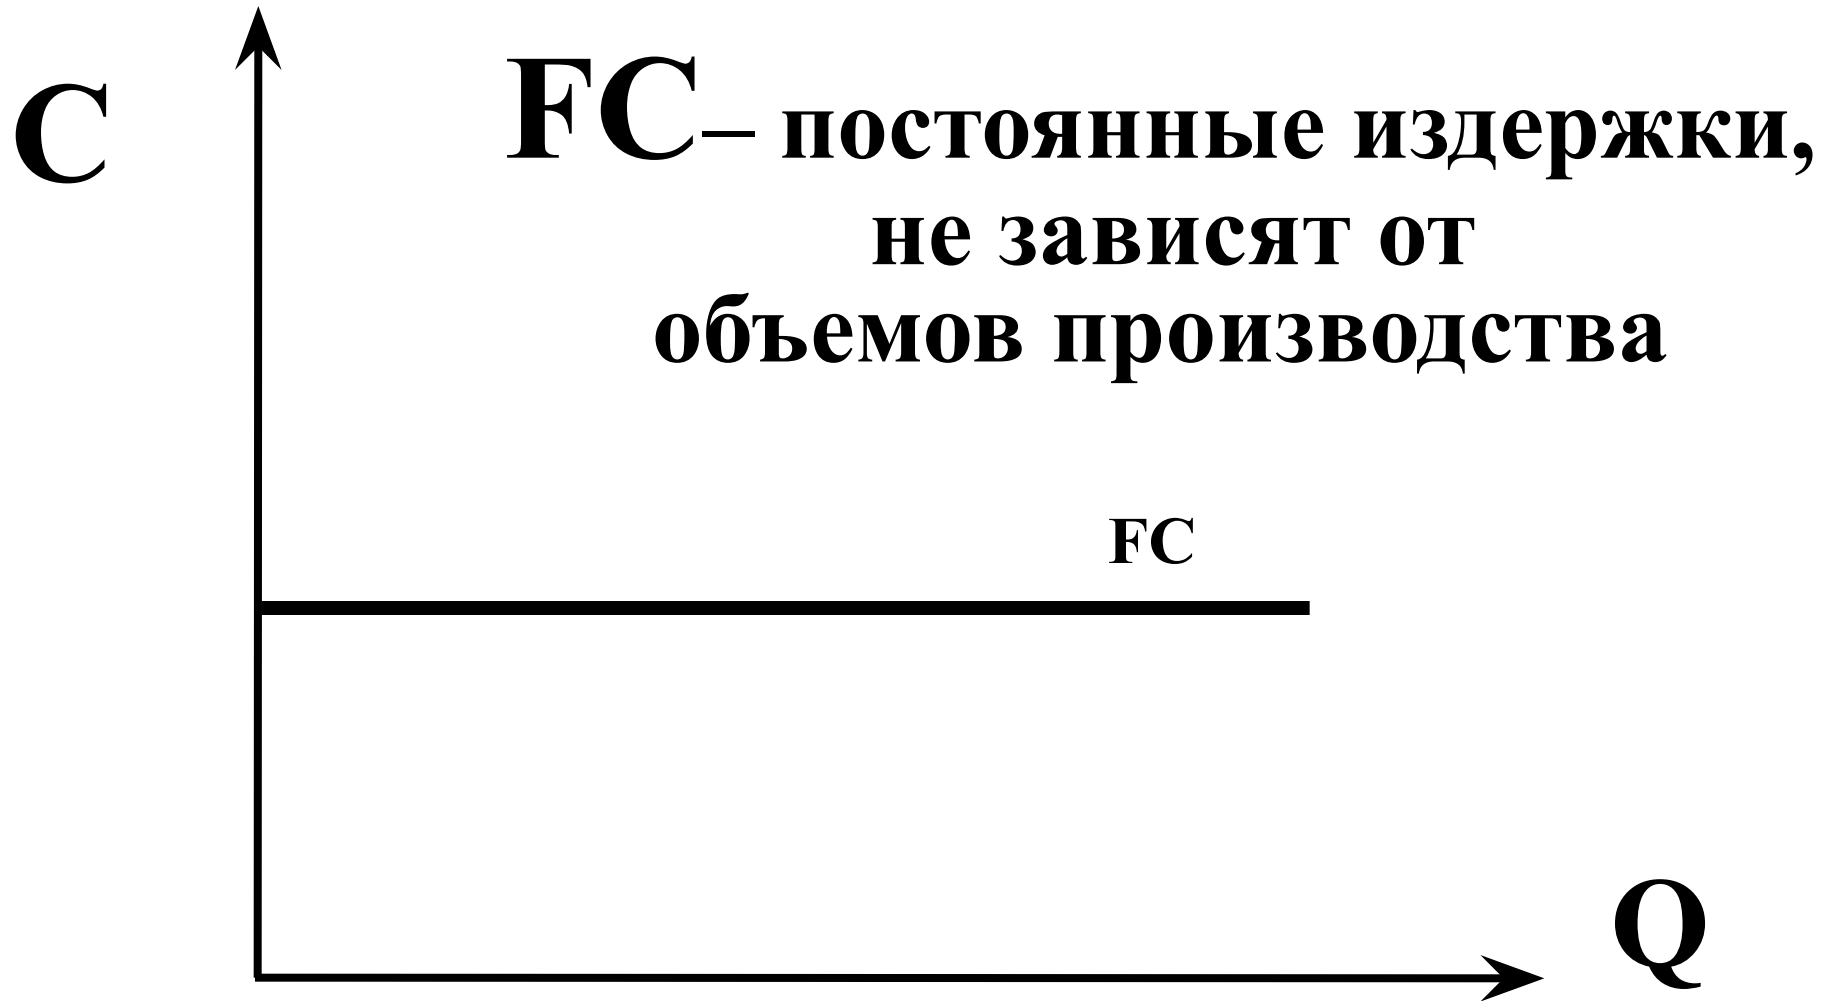 C
FC– постоянные издержки,
не зависят от
объемов производства
FC
Q